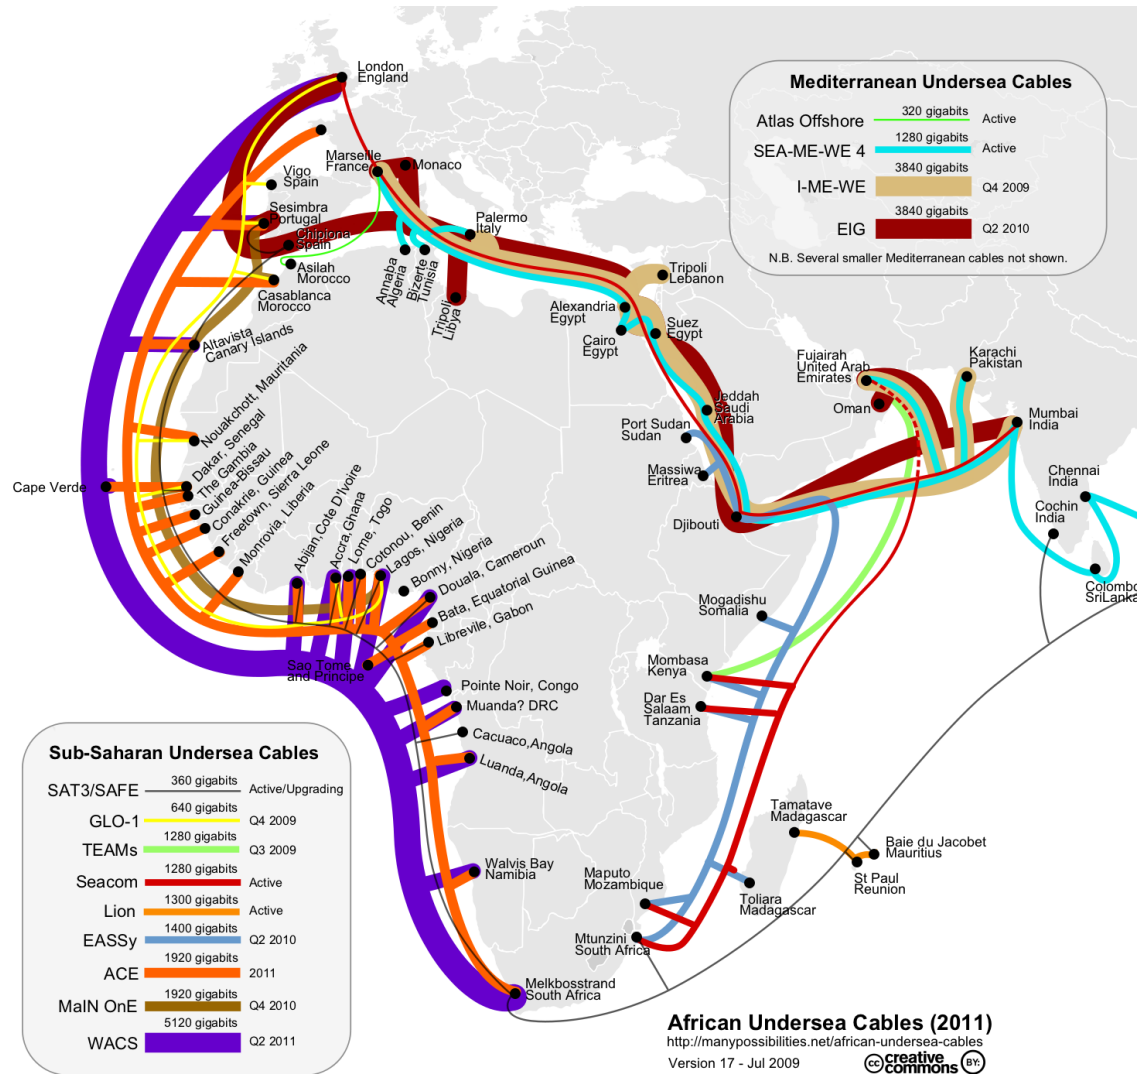 London
England
Marseille
France
Monaco
Vigo
Spain
Sesimbra
Portugal
Chipiona
Spain
Asilah
Morocco
Casablanca
Morocco
Annaba
Algeria
Bizerte
Tunisia
Palermo
Italy
Tripoli
Libya
Tripoli
Lebanon
Alexandria
Egypt
Cairo
Egypt
Suez
Egypt
Altavista
Canary Islands
Jeddah
Saudi
Arabia
Port Sudan
Sudan
Massiwa
Eritrea
Djibouti
Fujairah
United Arab
Emirates
Oman
Karachi
Pakistan
Mumbai
India
Chennai
India
Cochin
India
Colombo
SriLanka
Nouakchott, Mauritania
Dakar, Senegal
The Gambia
Guinea-Bissau
Conakrie, Guinea
Freetown, Sierra Leone
Monrovia, Liberia
Cape Verde
Abijan,Cote D'Ivoire
Accra,Ghana
Lome, Togo
Cotonou, Benin
Lagos, Nigeria
Bonny, Nigeria
Douala, Cameron
Bata, Equatorial Guinea
Libreville, Gabon
Sao Tome
and Principe
Pointe Noir, Congo
Muanda? DRC
Cacuaco,Angola
Luanda,Angola
Mogadishu
Somalia
Mombasa
Kenya
Dar Es
Salaam
Tanzania
Tamatave
Madagascar
Baie du Jacobet
Mauritius
St Paul
Reunion
Toliara
Madagascar
Maputo
Mozambique
Mtunzini
South Africa
Walvis Bay
Namibia
Melkbosstrand
South Africa
Mediterranean Undersea Cables
Atlas Offshore 320 gigabits Active
SEA-ME-WE 4 1280 gigabits Active
I-ME-WE 3840 gigabits Q4 2009
EIG 3840 gigabits Q2 2010
N.B. Several smaller Mediterranean cables not shown.
Sub-Saharan Undersea Cables
SAT3/SAFE 360 gigabits Active/Upgrading
GLO-1 640 gigabits Q4 2009
TEAMs 1280 gigabits Q3 2009
Seacom 1280 gigabits Active
Lion 1300 gigabits Active
EASSy 1400 gigabits Q2 2010
ACE 1920 gigabits 2011
MaIN OnE 1920 gigabits Q4 2010
WACS 5120 gigabits Q2 2011
African Undersea Cables (2011)
http://manypossibilities.net/african-undersea-cables
Version 17 - Jul 2009
cc creative commons BY: